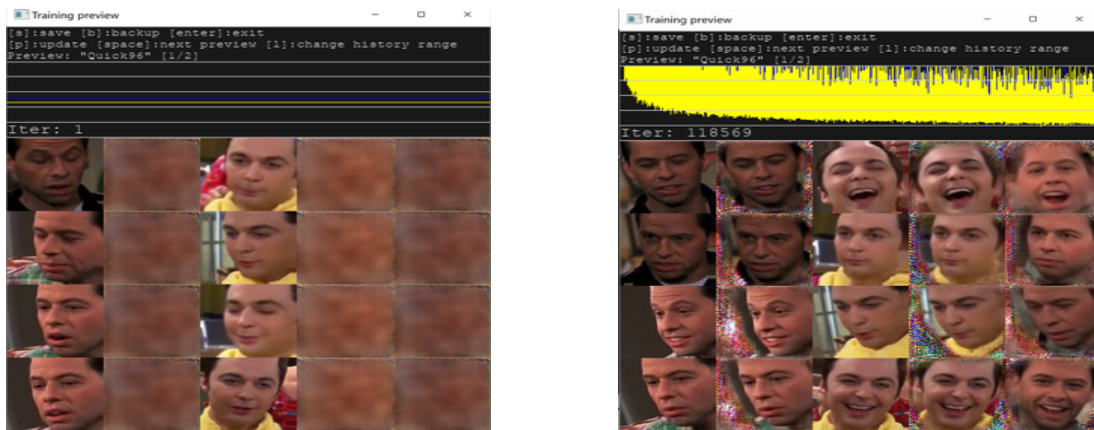 Training preview
[s]:save [b]:backup [enter]:exit
[p]:update [space]:next preview [l]:change history range
Preview: "Quick96" [1/2]
Iter: 1
Training preview
[s]:save [b]:backup [enter]:exit
[p]:update [space]:next preview [l]:change history range
Preview: "Quick96" [1/2]
Iter: 118569